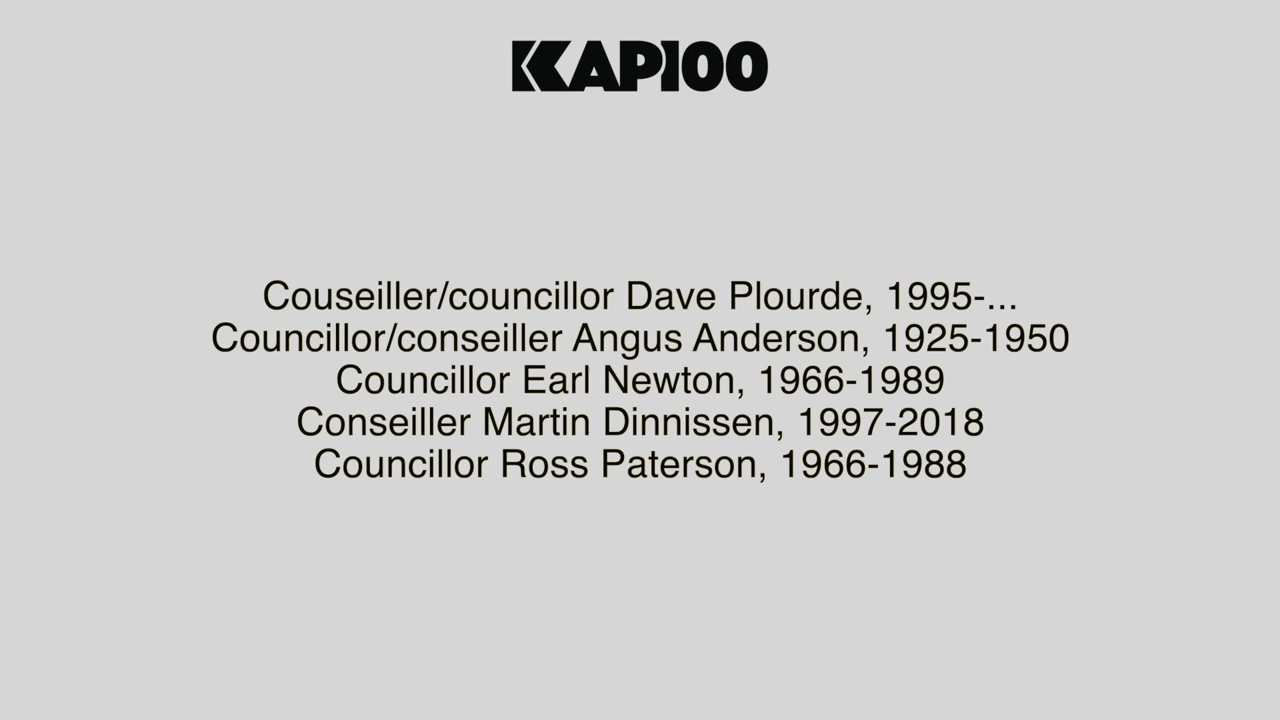 KAP100
Couseiller/councillor Dave Plourde, 1995-...
Councillor/conseiller Angus Anderson, 1925-1950
Councillor Earl Newton, 1966-1989
Conseiller Martin Dinnissen, 1997-2018
Councillor Ross Paterson, 1966-1988